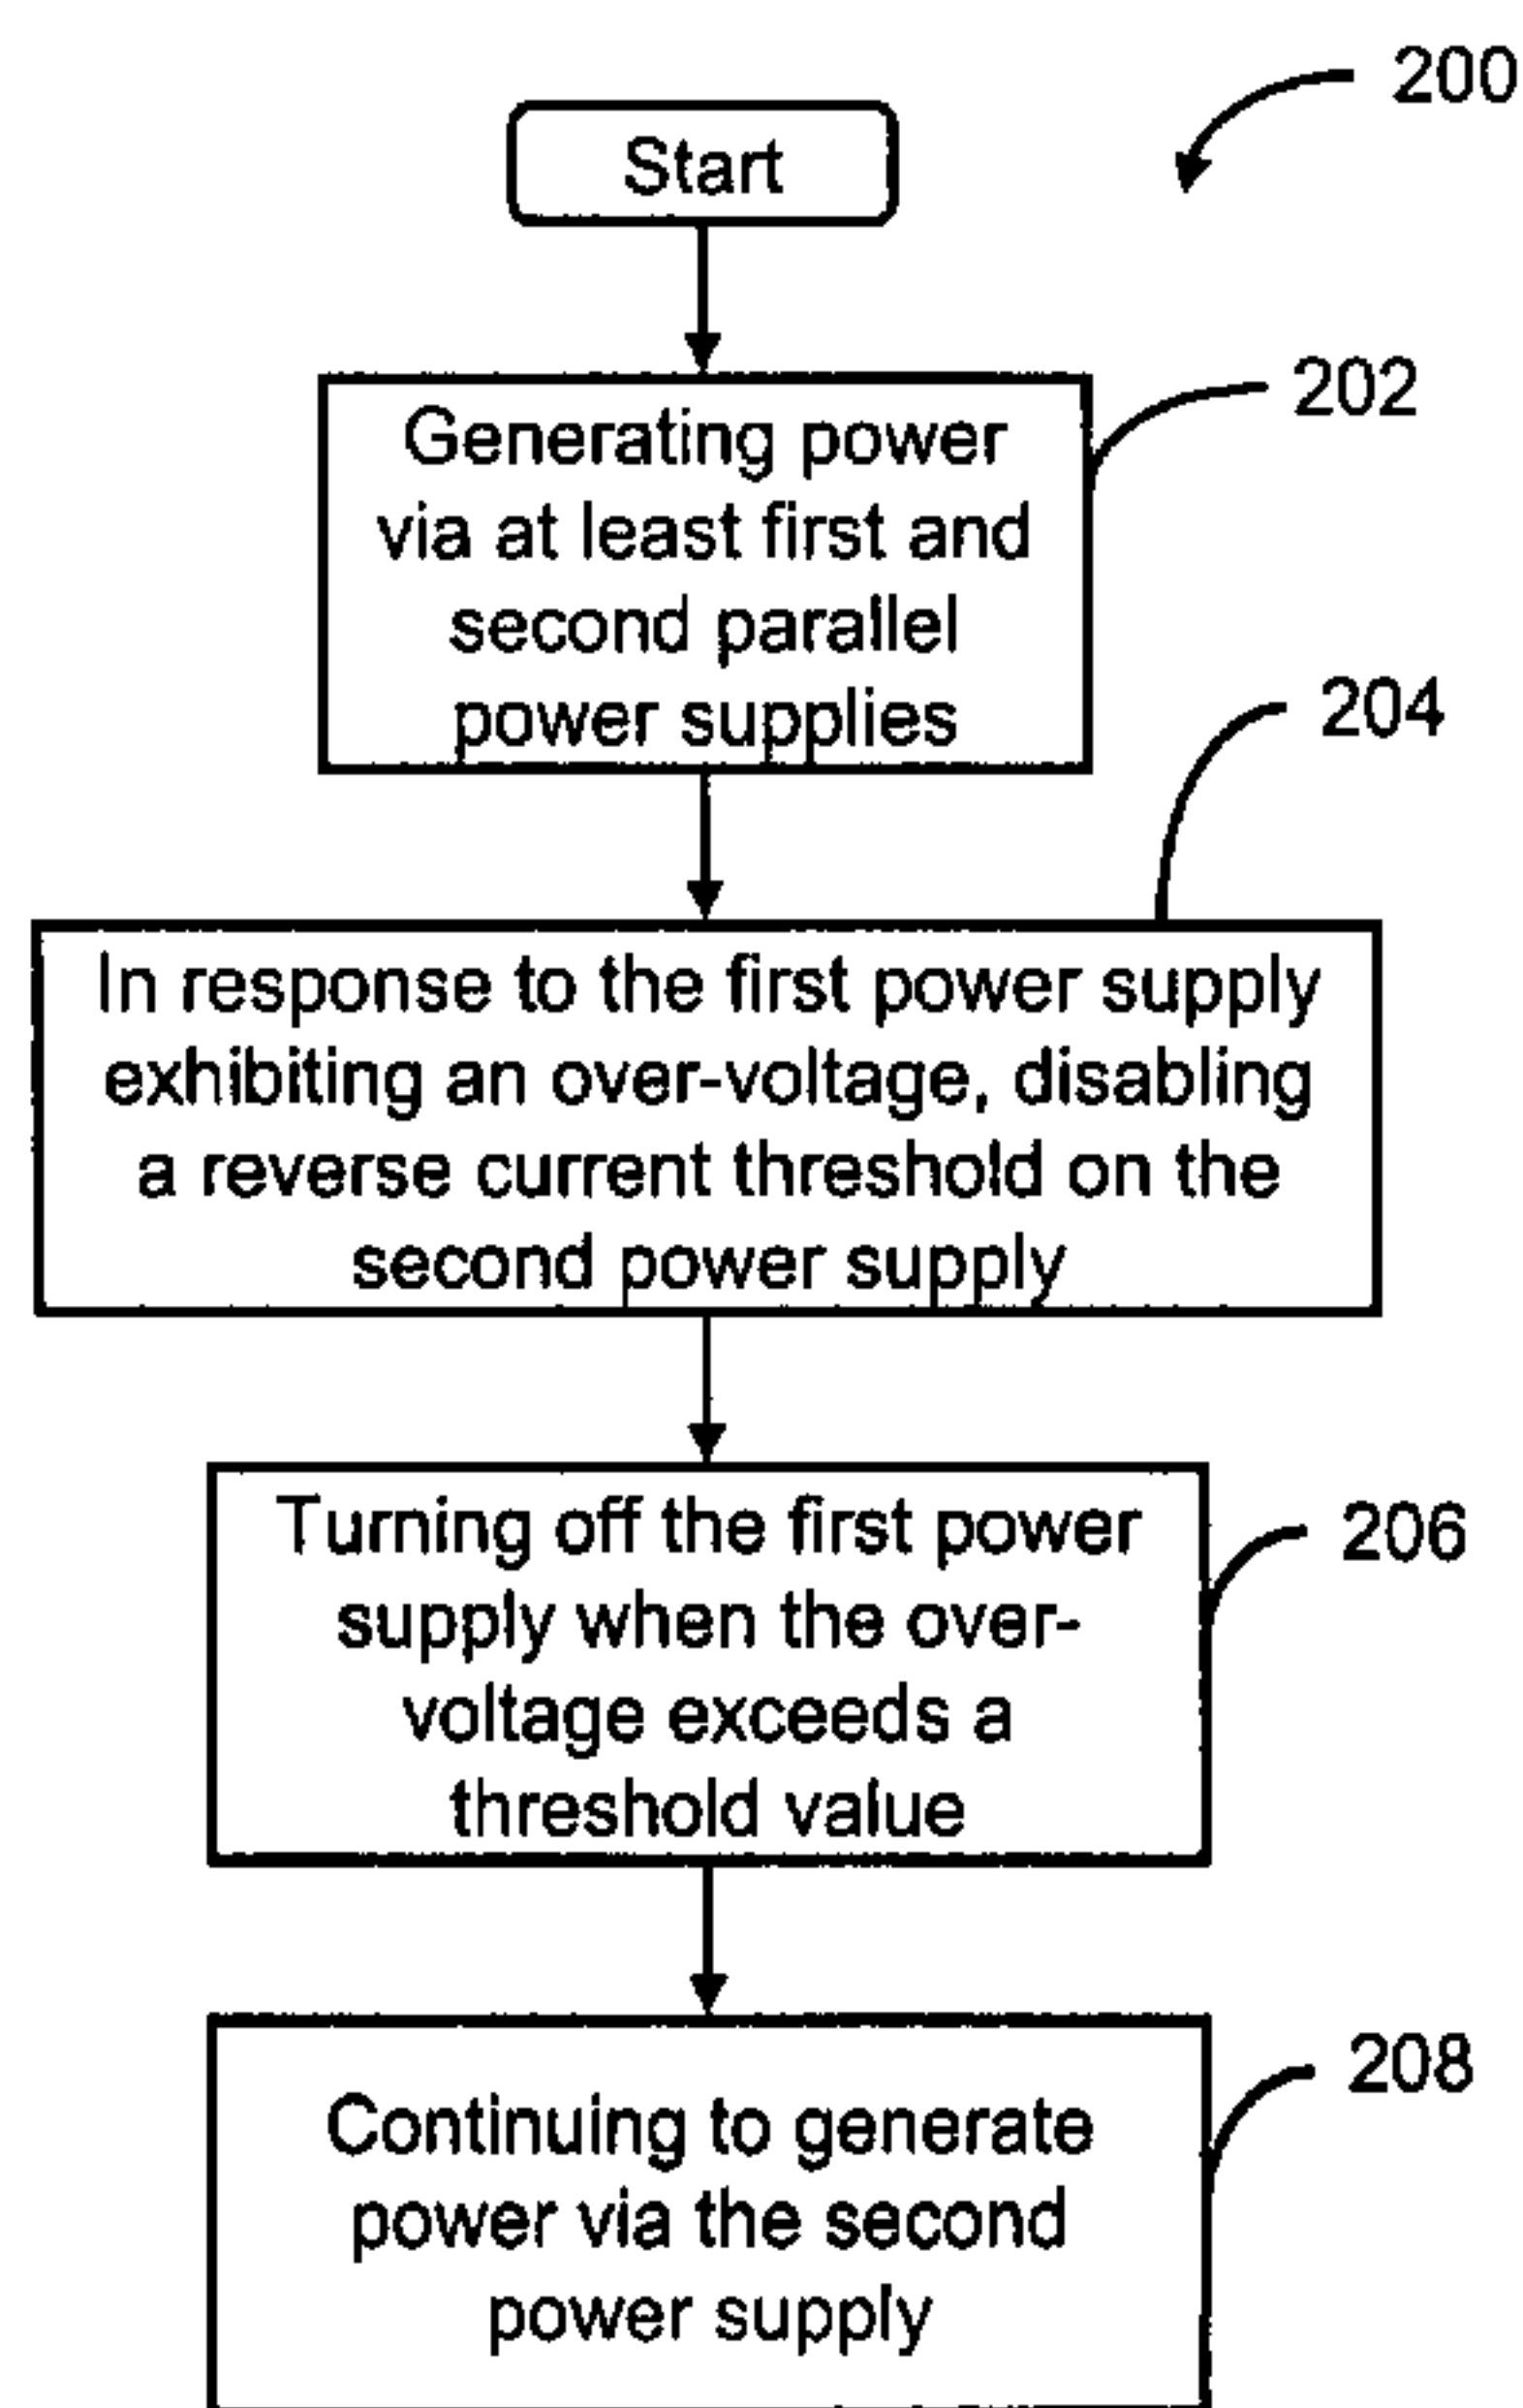 200
Start
202
Generating power
via at least first and
second parallel
power supplies
204
In response to the first power supply
exhibiting an over-voltage, disabling
a reverse current threshold on the
second power supply
206
Turning off the first power
supply when the over-
voltage exceeds a
threshold value
208
Continuing to generate
power via the second
power supply